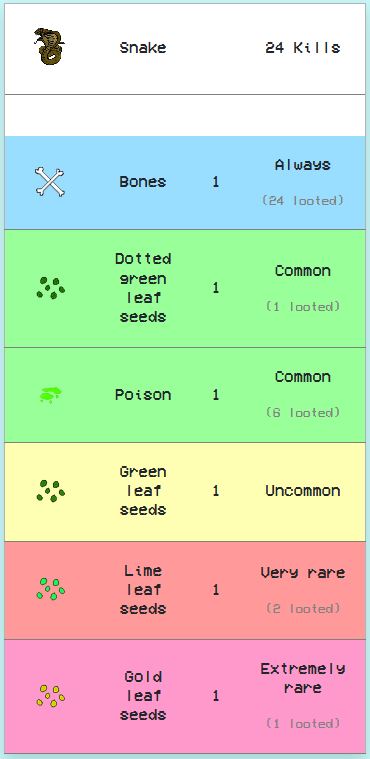 Snake 24 Kills
Bones 1 Always
(24 looted)
Dotted
green
leaf
seeds
1
Common
(1 looted)
Poison 1 Common
(6 looted)
Green
leaf
seeds
1
Uncommon
Lime
leaf
seeds
1
Very rare
(2 looted)
Gold
leaf
seeds
1
Extremely
rare
(1 looted)